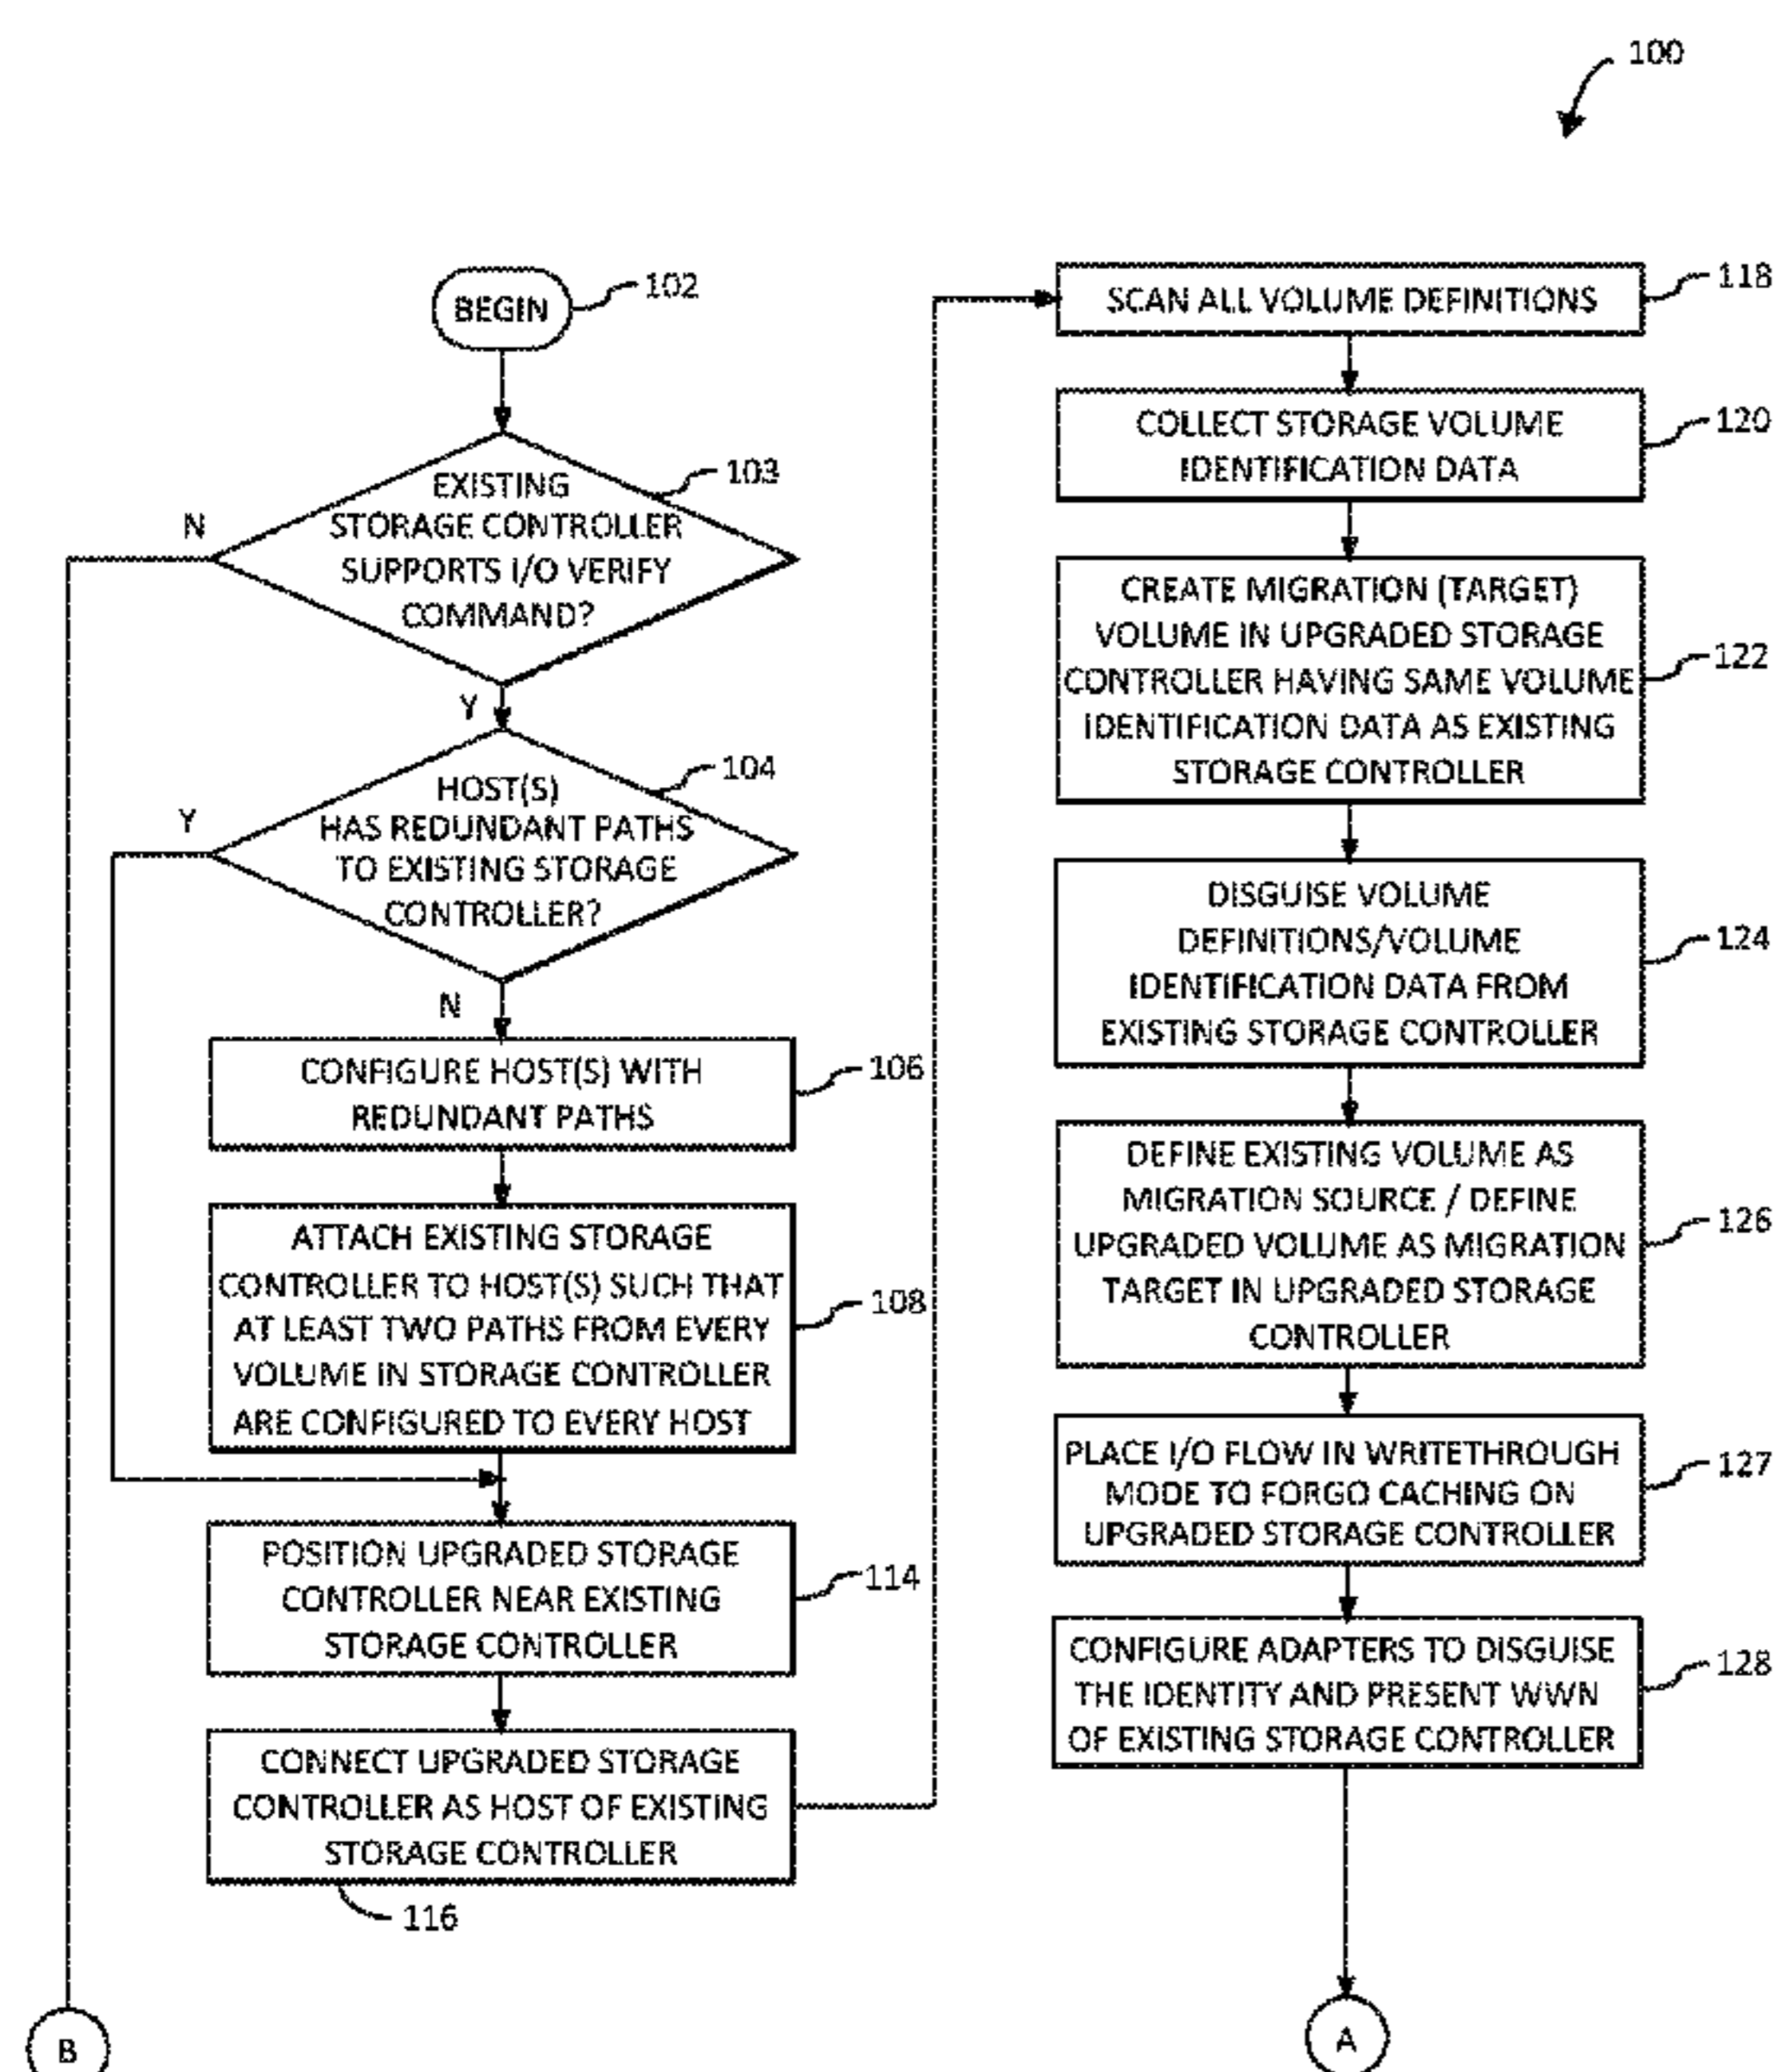 100
BEGIN
102
EXISTING
STORAGE CONTROLLER
SUPPORTS I/O VERIFY
COMMAND?
103
N
Y
HOST(S)
HAS REDUNDANT PATHS
TO EXISTING STORAGE
CONTROLLER?
104
Y
N
CONFIGURE HOST(S) WITH
REDUNDANT PATHS
106
ATTACH EXISTING STORAGE
CONTROLLER TO HOST(S) SUCH THAT
AT LEAST TWO PATHS FROM EVERY
VOLUME IN STORAGE CONTROLLER
ARE CONFIGURED TO EVERY HOST
108
POSITION UPGRADED STORAGE
CONTROLLER NEAR EXISTING
STORAGE CONTROLLER
114
CONNECT UPGRADED STORAGE
CONTROLLER AS HOST OF EXISTING
STORAGE CONTROLLER
116
B
SCAN ALL VOLUME DEFINITIONS
118
COLLECT STORAGE VOLUME
IDENTIFICATION DATA
120
CREATE MIGRATION (TARGET)
VOLUME IN UPGRADED STORAGE
CONTROLLER HAVING SAME VOLUME
IDENTIFICATION DATA AS EXISTING
STORAGE CONTROLLER
122
DISGUISE VOLUME
DEFINITIONS/VOLUME
IDENTIFICATION DATA FROM
EXISTING STORAGE CONTROLLER
124
DEFINE EXISTING VOLUME AS
MIGRATION SOURCE / DEFINE
UPGRADED VOLUME AS MIGRATION
TARGET IN UPGRADED STORAGE
CONTROLLER
126
PLACE I/O FLOW IN WRITETHROUGH
MODE TO FORGO CACHING ON
UPGRADED STORAGE CONTROLLER
127
CONFIGURE ADAPTERS TO DISGUISE
THE IDENTITY AND PRESENT WWN
OF EXISTING STORAGE CONTROLLER
128
A